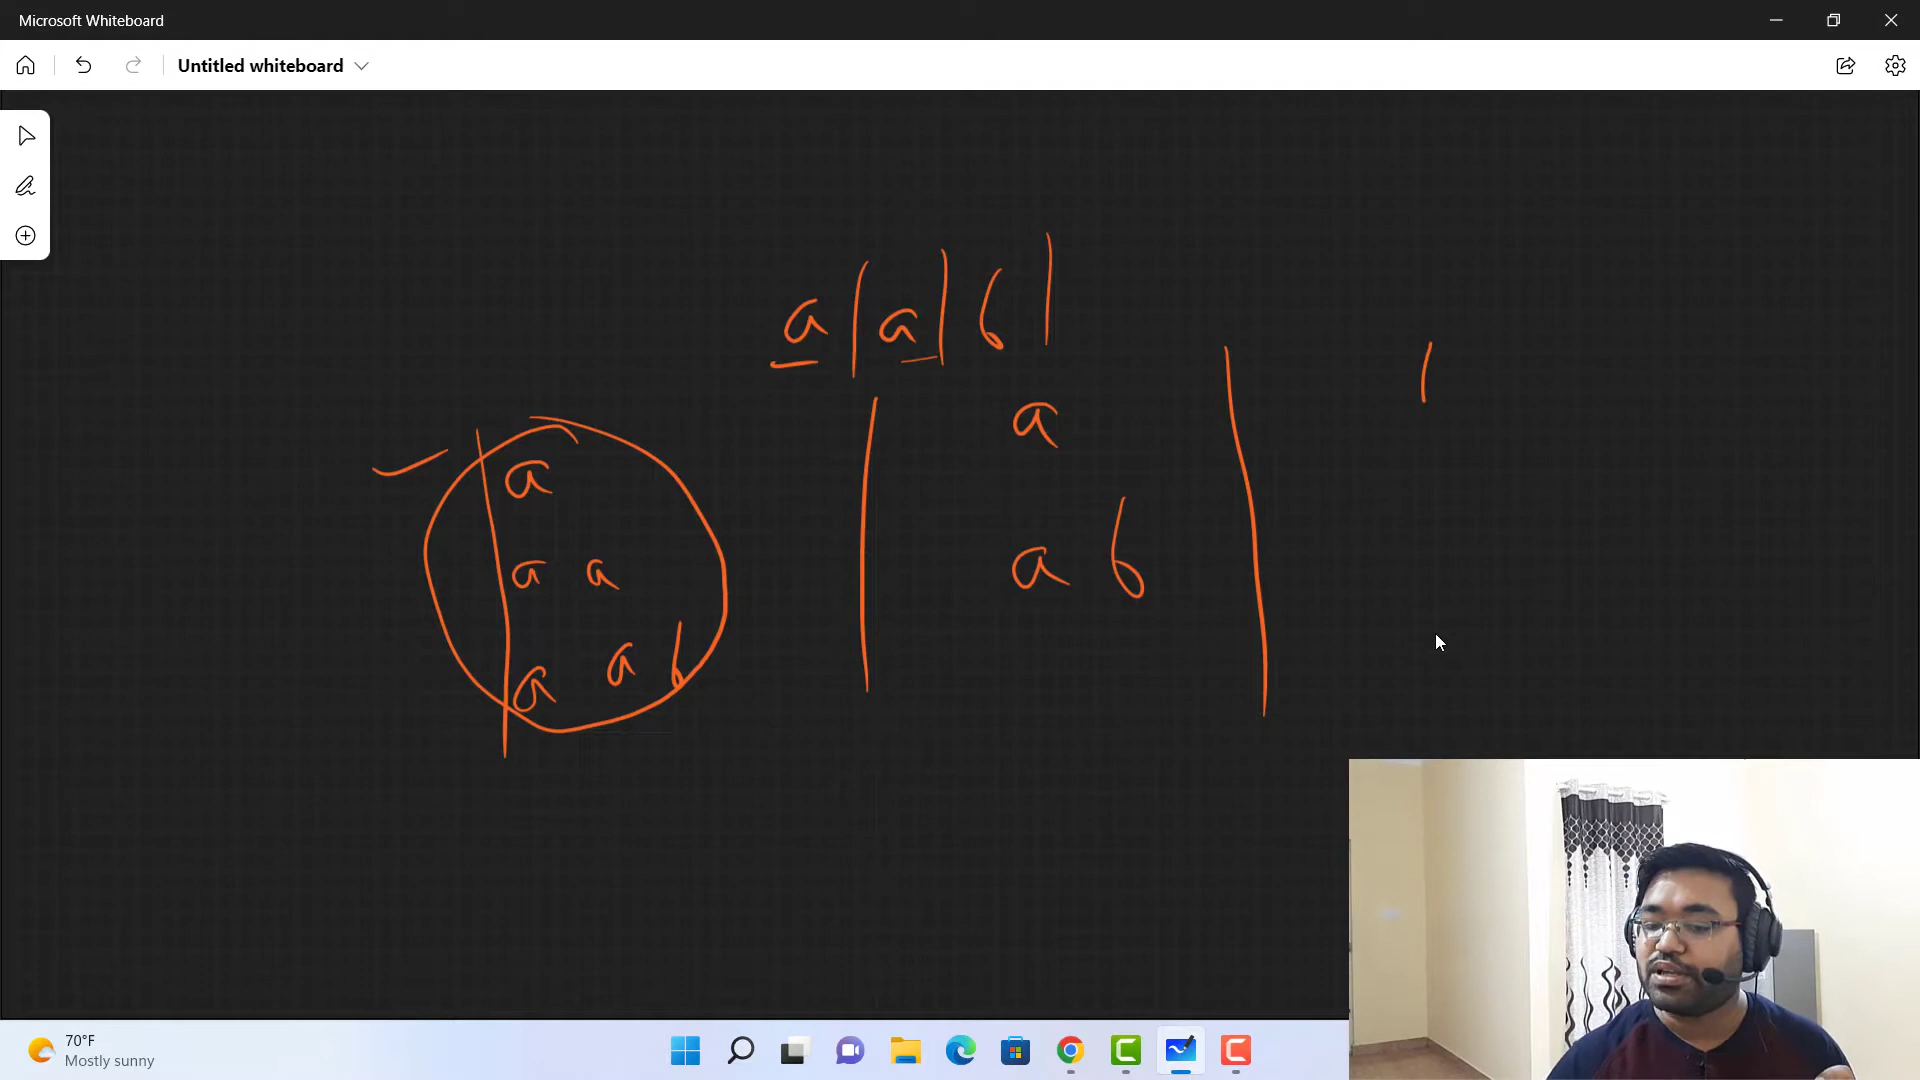 Microsoft Whiteboard
Untitled whiteboard
a | a | b |
a
a b
a
a a
a a b
70°F
Mostly sunny